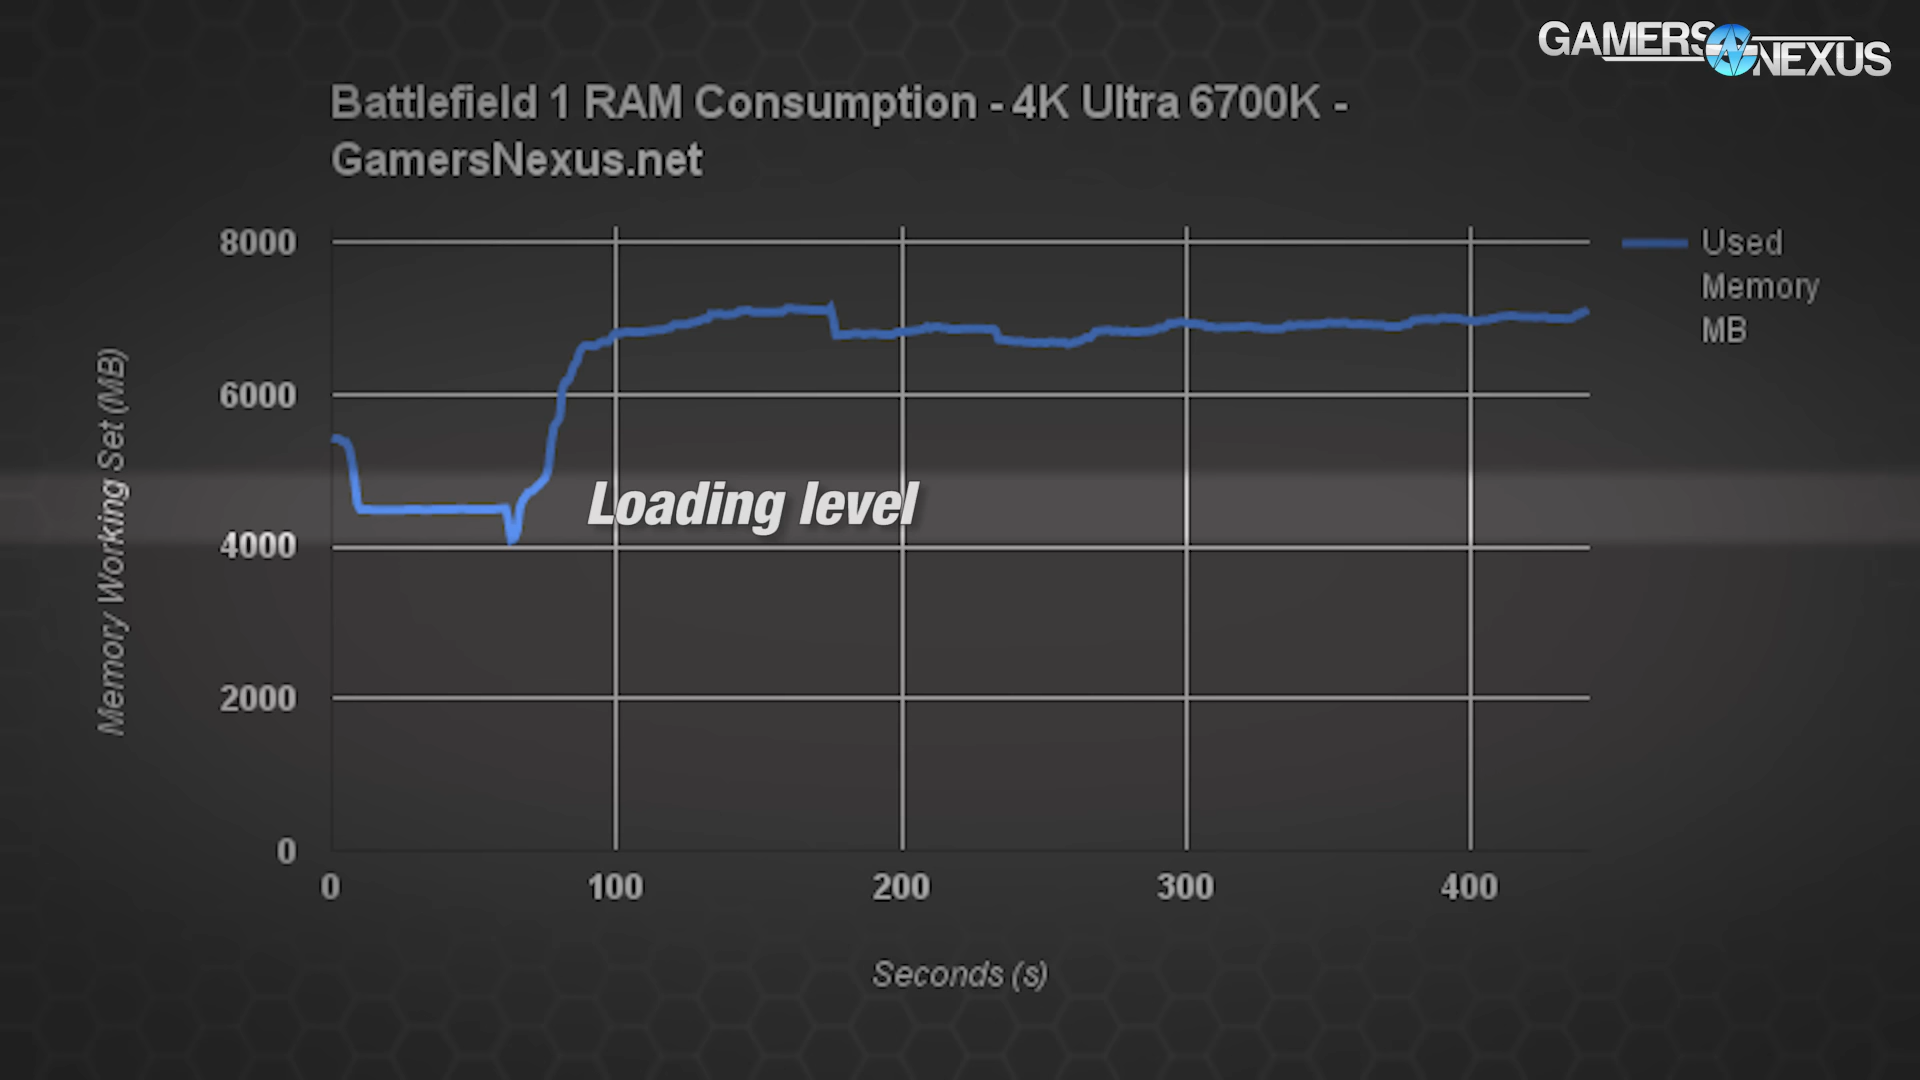 GAMERS NEXUS
Battlefield 1 RAM Consumption - 4K Ultra 6700K -
GamersNexus.net
8000
6000
4000
2000
0
Memory Working Set (MB)
Used
Memory
MB
Loading level
0 100 200 300 400
Seconds (s)